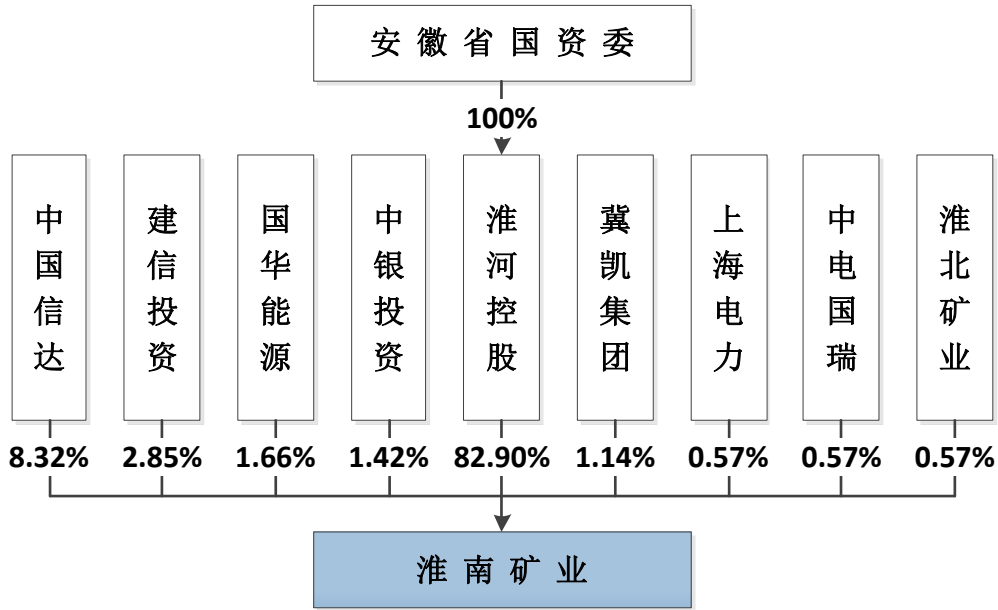 安徽省国资委
100%
中国信达
建信投资
国华能源
中银投资
淮河控股
冀凯集团
上海电力
中电国瑞
淮北矿业
8.32% 2.85% 1.66% 1.42% 82.90% 1.14% 0.57% 0.57% 0.57%
淮南矿业